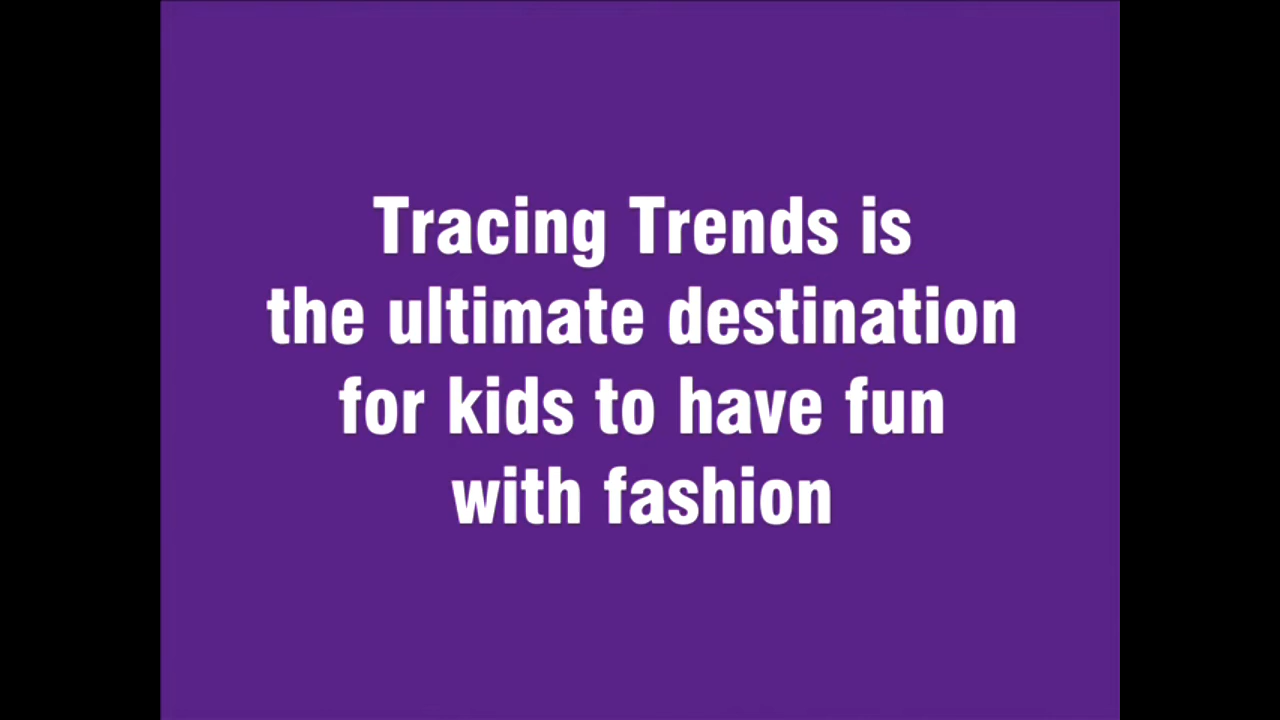 Tracing Trends is
the ultimate destination
for kids to have fun
with fashion